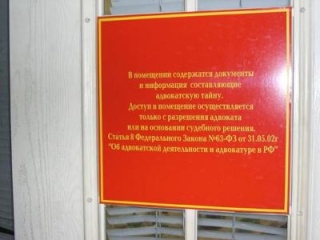 В помещении содержатся документы
и информация составляющие
адвокатскую тайну.
Доступ в помещение осуществляется
только с разрешения адвоката
или на основании судебного решения.
Статья 8 Федерального Закона №63-ФЗ от 31.05.02г
"Об адвокатской деятельности и адвокатуре в РФ"